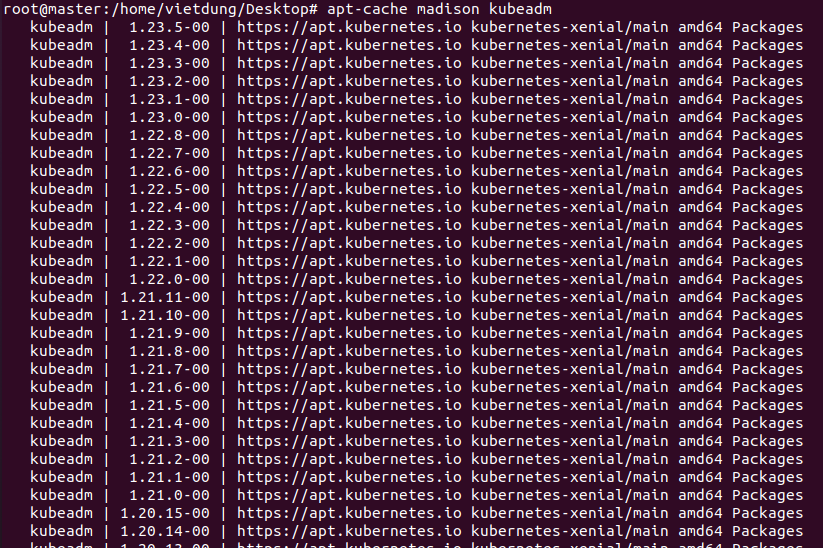 root@master:/home/vietdung/Desktop# apt-cache madison kubeadm
kubeadm | 1.23.5-00 | https://apt.kubernetes.io kubernetes-xenial/main amd64 Packages
kubeadm | 1.23.4-00 | https://apt.kubernetes.io kubernetes-xenial/main amd64 Packages
kubeadm | 1.23.3-00 | https://apt.kubernetes.io kubernetes-xenial/main amd64 Packages
kubeadm | 1.23.2-00 | https://apt.kubernetes.io kubernetes-xenial/main amd64 Packages
kubeadm | 1.23.1-00 | https://apt.kubernetes.io kubernetes-xenial/main amd64 Packages
kubeadm | 1.23.0-00 | https://apt.kubernetes.io kubernetes-xenial/main amd64 Packages
kubeadm | 1.22.8-00 | https://apt.kubernetes.io kubernetes-xenial/main amd64 Packages
kubeadm | 1.22.7-00 | https://apt.kubernetes.io kubernetes-xenial/main amd64 Packages
kubeadm | 1.22.6-00 | https://apt.kubernetes.io kubernetes-xenial/main amd64 Packages
kubeadm | 1.22.5-00 | https://apt.kubernetes.io kubernetes-xenial/main amd64 Packages
kubeadm | 1.22.4-00 | https://apt.kubernetes.io kubernetes-xenial/main amd64 Packages
kubeadm | 1.22.3-00 | https://apt.kubernetes.io kubernetes-xenial/main amd64 Packages
kubeadm | 1.22.2-00 | https://apt.kubernetes.io kubernetes-xenial/main amd64 Packages
kubeadm | 1.22.1-00 | https://apt.kubernetes.io kubernetes-xenial/main amd64 Packages
kubeadm | 1.22.0-00 | https://apt.kubernetes.io kubernetes-xenial/main amd64 Packages
kubeadm | 1.21.11-00 | https://apt.kubernetes.io kubernetes-xenial/main amd64 Packages
kubeadm | 1.21.10-00 | https://apt.kubernetes.io kubernetes-xenial/main amd64 Packages
kubeadm | 1.21.9-00 | https://apt.kubernetes.io kubernetes-xenial/main amd64 Packages
kubeadm | 1.21.8-00 | https://apt.kubernetes.io kubernetes-xenial/main amd64 Packages
kubeadm | 1.21.7-00 | https://apt.kubernetes.io kubernetes-xenial/main amd64 Packages
kubeadm | 1.21.6-00 | https://apt.kubernetes.io kubernetes-xenial/main amd64 Packages
kubeadm | 1.21.5-00 | https://apt.kubernetes.io kubernetes-xenial/main amd64 Packages
kubeadm | 1.21.4-00 | https://apt.kubernetes.io kubernetes-xenial/main amd64 Packages
kubeadm | 1.21.3-00 | https://apt.kubernetes.io kubernetes-xenial/main amd64 Packages
kubeadm | 1.21.2-00 | https://apt.kubernetes.io kubernetes-xenial/main amd64 Packages
kubeadm | 1.21.1-00 | https://apt.kubernetes.io kubernetes-xenial/main amd64 Packages
kubeadm | 1.21.0-00 | https://apt.kubernetes.io kubernetes-xenial/main amd64 Packages
kubeadm | 1.20.15-00 | https://apt.kubernetes.io kubernetes-xenial/main amd64 Packages
kubeadm | 1.20.14-00 | https://apt.kubernetes.io kubernetes-xenial/main amd64 Packages
kubeadm | 1.20.13-00 | https://apt.kubernetes.io kubernetes-xenial/main amd64 Packages